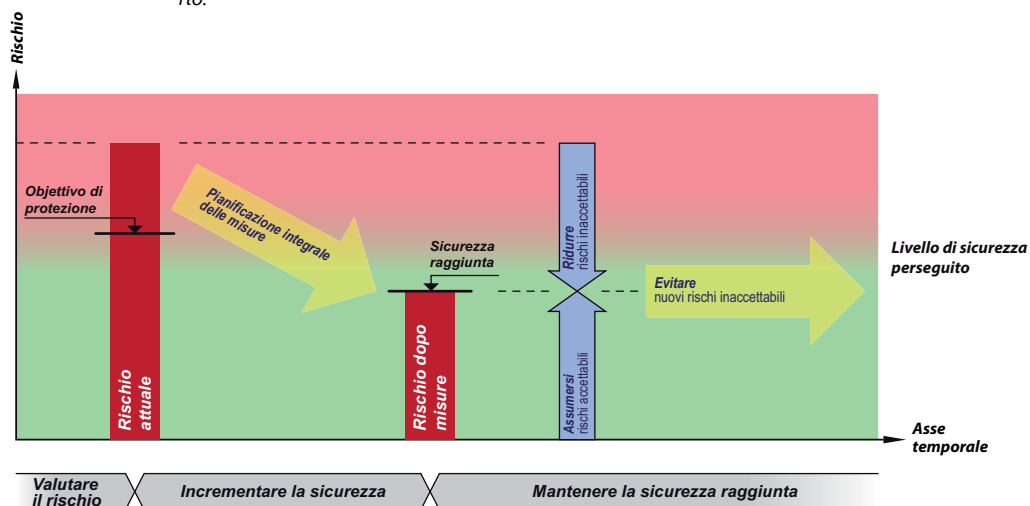 rto.
Rischio
Objettivo di
protezione
Pianificazione integrale
delle misure
Sicurezza
raggiunta
Ridurre
rischi inaccettabili
Evitare
nuovi rischi inaccettabili
Livello di sicurezza
perseguito
Rischio
attuale
Rischio dopo
misure
Assumersi
rischi accettabili
Asse
temporale
Valutare
il rischio
Incrementare la sicurezza
Mantenere la sicurezza raggiunta